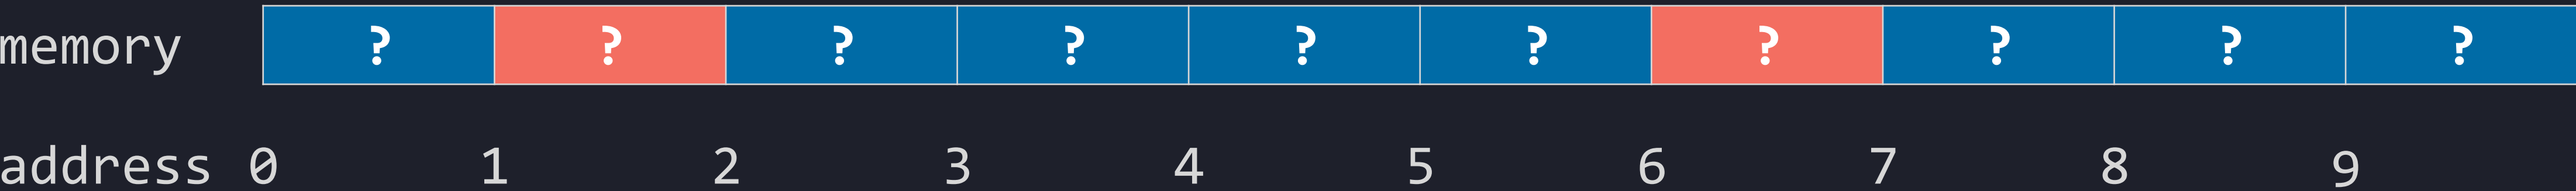 memory ? ? ? ? ? ? ? ? ? ?
address 0 1 2 3 4 5 6 7 8 9